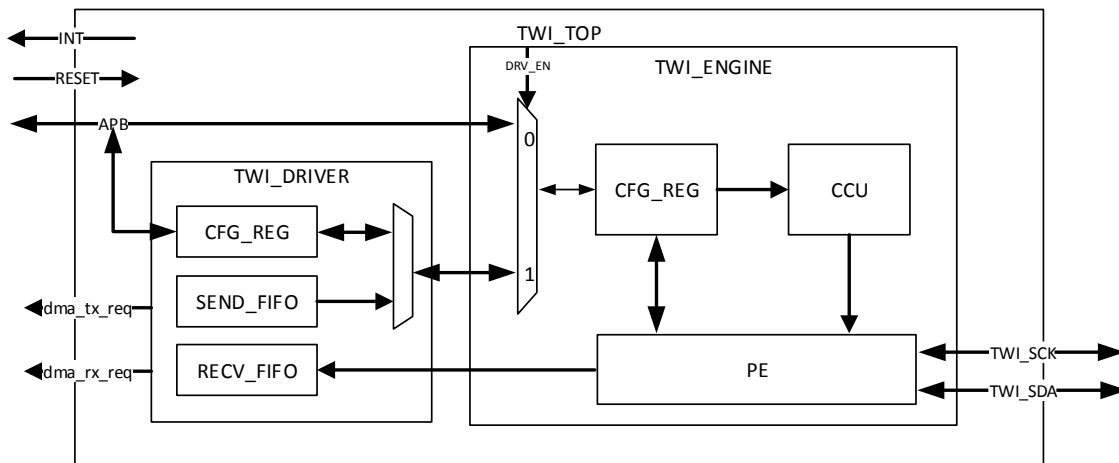 INT
TWI_TOP
DRV_EN
TWI_ENGINE
RESET
APB
0
TWI_DRIVER
CFG_REG
CCU
CFG_REG
1
SEND_FIFO
dma_tx_req
RECV_FIFO
dma_rx_req
PE
TWI_SCK
TWI_SDA